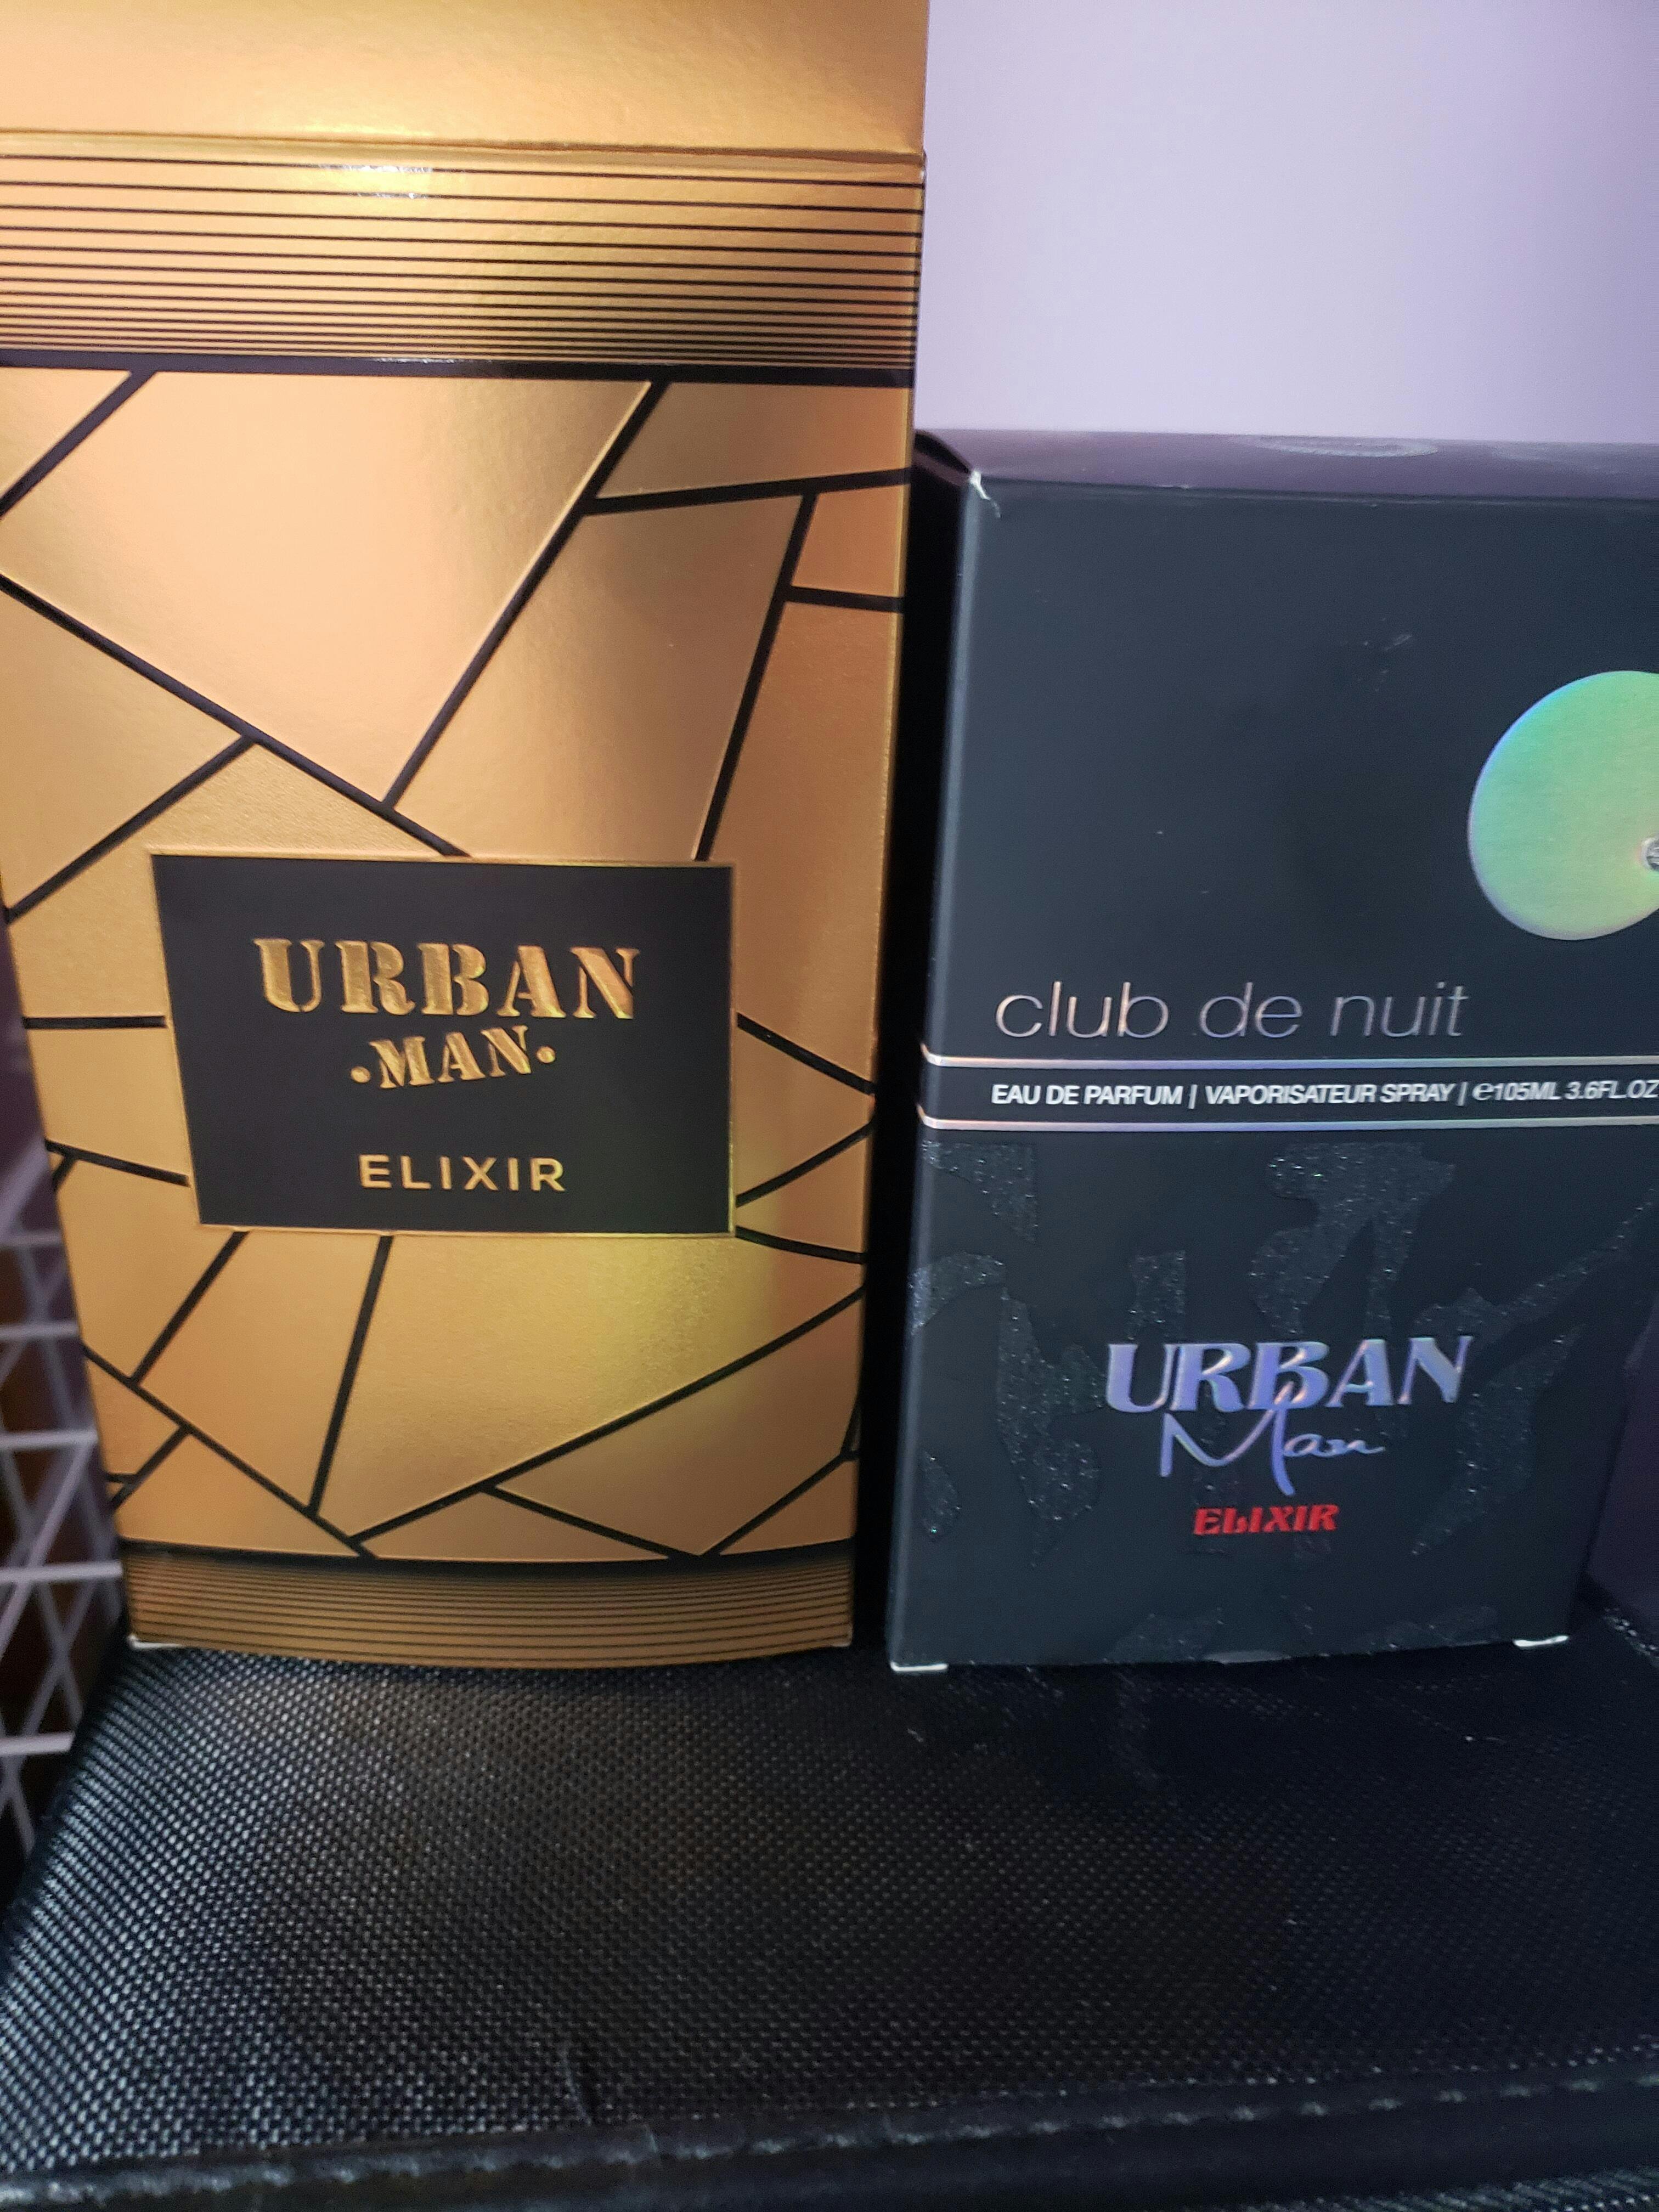 URBAN
·MAN·
ELIXIR
club de nuit
EAU DE PARFUM | VAPORISATEUR SPRAY | ℮105ML 3.6FL.OZ
URBAN
Man
ELIXIR